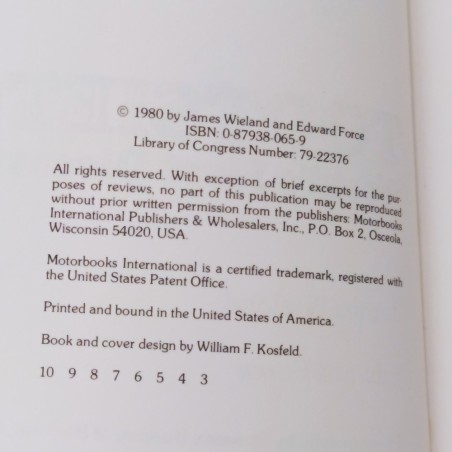 © 1980 by James Wieland and Edward Force
ISBN: 0-87938-065-9
Library of Congress Number: 79-22376
All rights reserved. With exception of brief excerpts for the pur-
poses of reviews, no part of this publication may be reproduced
without prior written permission from the publishers: Motorbooks
International Publishers & Wholesalers, Inc., P.O. Box 2, Osceola,
Wisconsin 54020, USA.
Motorbooks International is a certified trademark, registered with
the United States Patent Office.
Printed and bound in the United States of America.
Book and cover design by William F. Kosfeld.
10 9 8 7 6 5 4 3